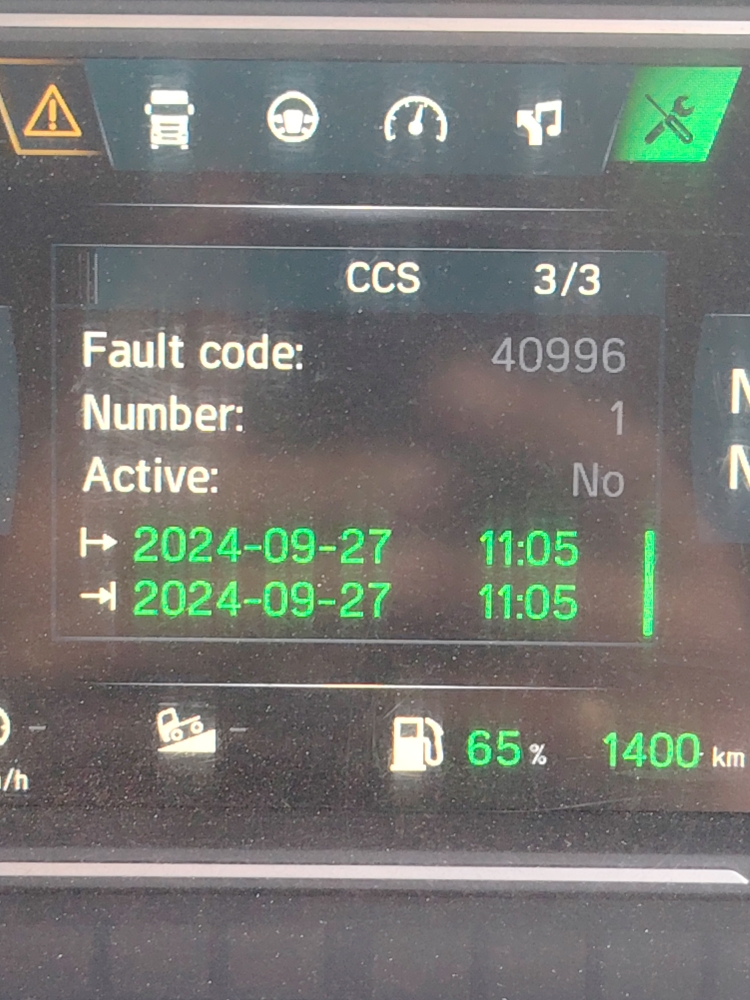 CCS 3/3
Fault code: 40996
Number: 1
Active: No
2024-09-27 11:05
2024-09-27 11:05
/h 65 % 1400 km